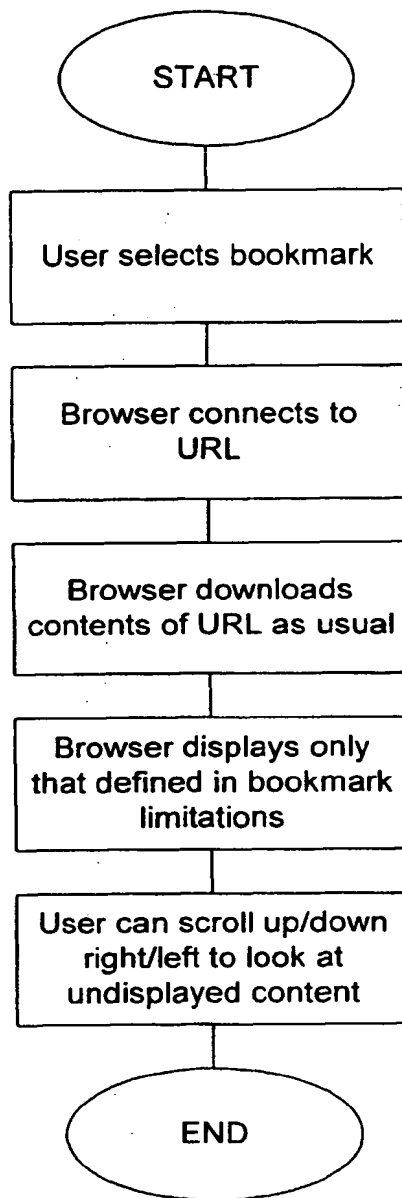 START
User selects bookmark
Browser connects to
URL
Browser downloads
contents of URL as usual
Browser displays only
that defined in bookmark
limitations
User can scroll up/down
right/left to look at
undisplayed content
END